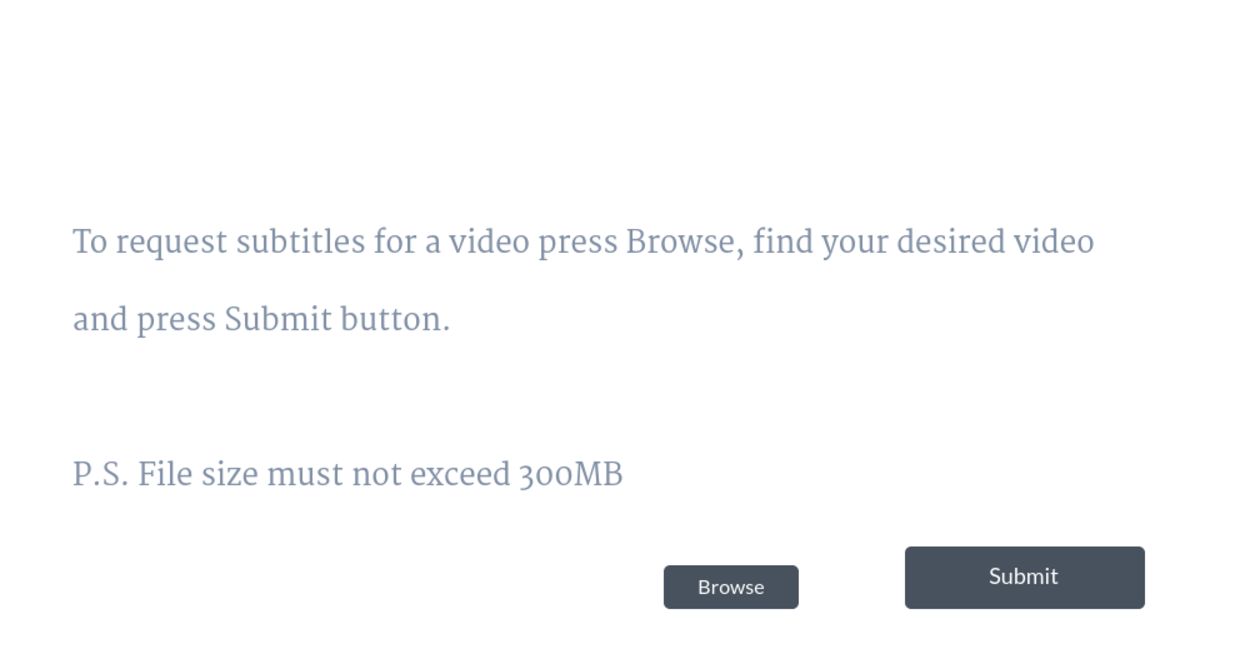 To request subtitles for a video press Browse, find your desired video
and press Submit button.
P.S. File size must not exceed 300MB
Browse
Submit